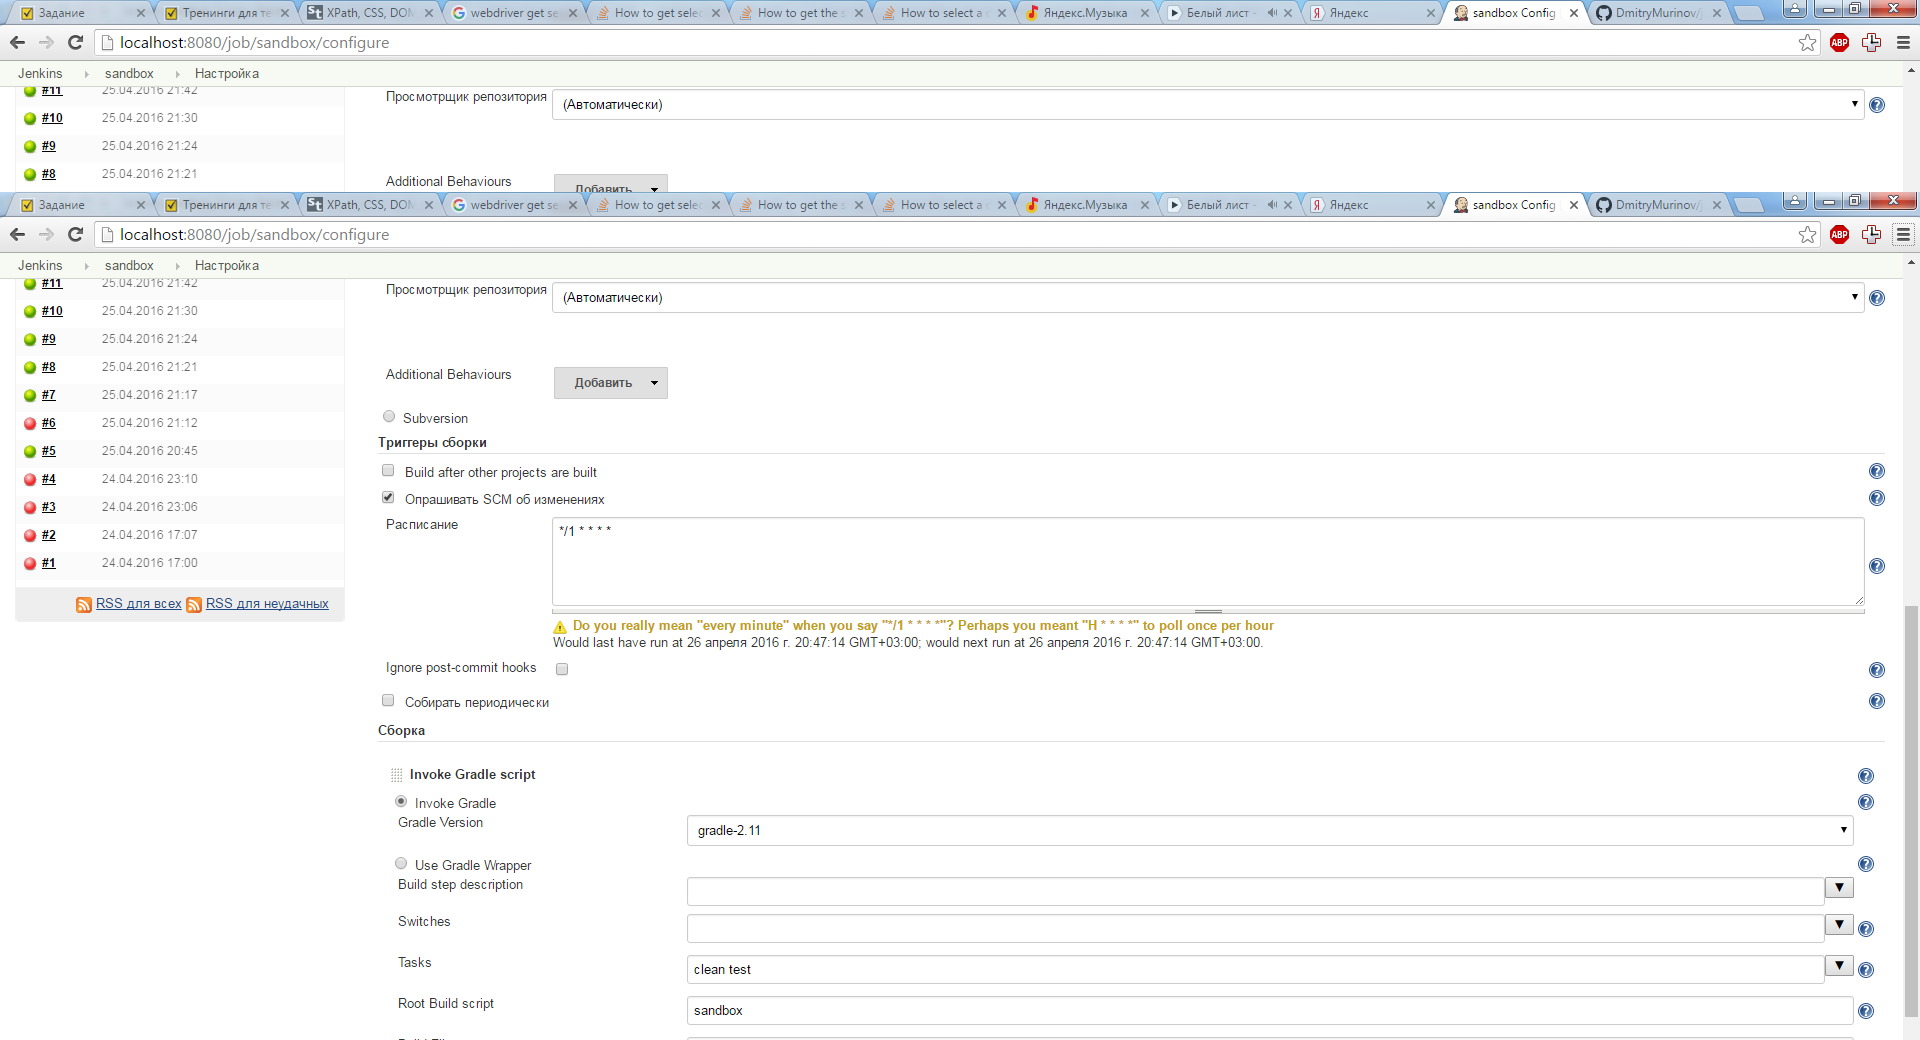 Задание Тренинги для те XPath, CSS, DOM webdriver get se How to get selec How to get the s How to select a Яндекс.Музыка Белый лист - Яндекс sandbox Config DmitryMurinov/j
localhost:8080/job/sandbox/configure ABP
Jenkins sandbox Настройка
#11 25.04.2016 21:42
Просмотрщик репозитория (Автоматически)
#10 25.04.2016 21:30
#9 25.04.2016 21:24
#8 25.04.2016 21:21
Additional Behaviours Добавить
Задание Тренинги для те XPath, CSS, DOM webdriver get se How to get selec How to get the s How to select a Яндекс.Музыка Белый лист - Яндекс sandbox Config DmitryMurinov/j
localhost:8080/job/sandbox/configure ABP
Jenkins sandbox Настройка
#11 25.04.2016 21:42
Просмотрщик репозитория (Автоматически)
#10 25.04.2016 21:30
#9 25.04.2016 21:24
#8 25.04.2016 21:21
#7 25.04.2016 21:17
#6 25.04.2016 21:12
#5 25.04.2016 20:45
#4 24.04.2016 23:10
#3 24.04.2016 23:06
#2 24.04.2016 17:07
#1 24.04.2016 17:00
RSS для всех RSS для неудачных
Additional Behaviours Добавить
Subversion
Триггеры сборки
Build after other projects are built
Опрашивать SCM об изменениях
Расписание */1 * * * *
Do you really mean "every minute" when you say "*/1 * * * *"? Perhaps you meant "H * * * *" to poll once per hour
Would last have run at 26 апреля 2016 г. 20:47:14 GMT+03:00; would next run at 26 апреля 2016 г. 20:47:14 GMT+03:00.
Ignore post-commit hooks
Собирать периодически
Сборка
Invoke Gradle script
Invoke Gradle
Gradle Version gradle-2.11
Use Gradle Wrapper
Build step description
Switches
Tasks clean test
Root Build script sandbox